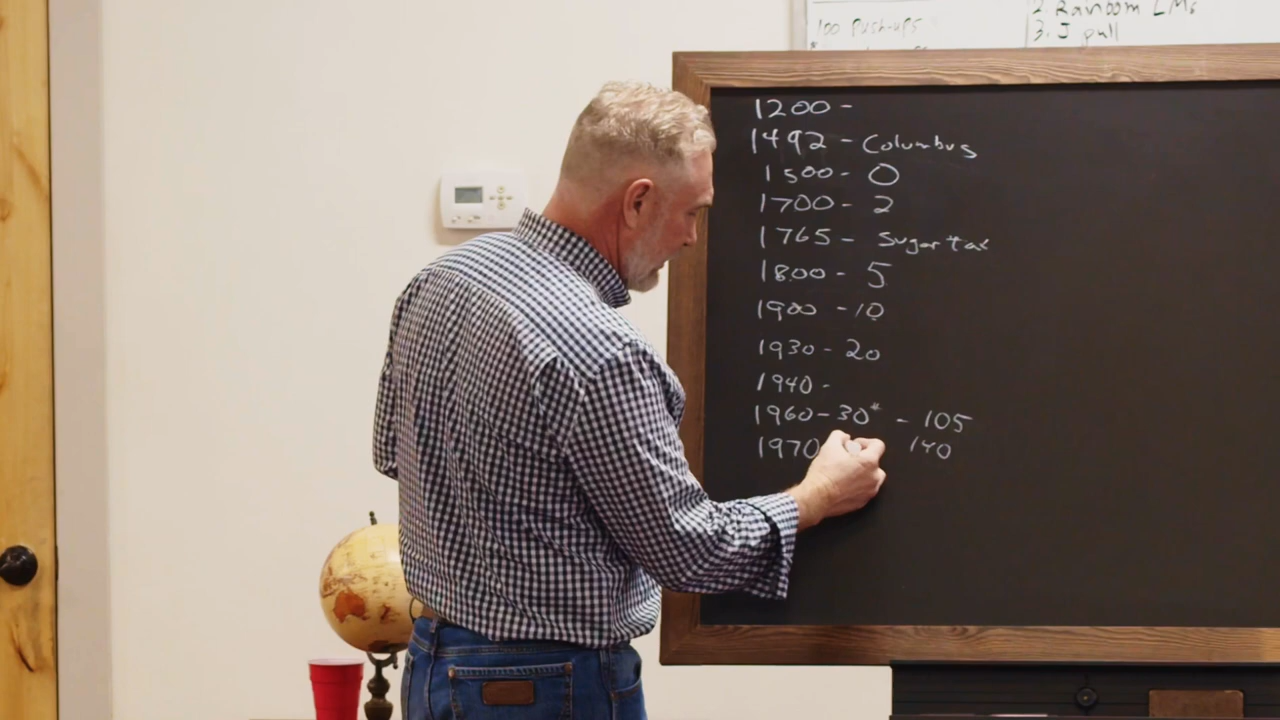 100 Push-ups
2. Rainbom LMs
3. J pull
1200 -
1492 - Columbus
1500 - 0
1700 - 2
1765 - Sugar tax
1800 - 5
1900 - 10
1930 - 20
1940 -
1960 - 30* - 105
1970 140